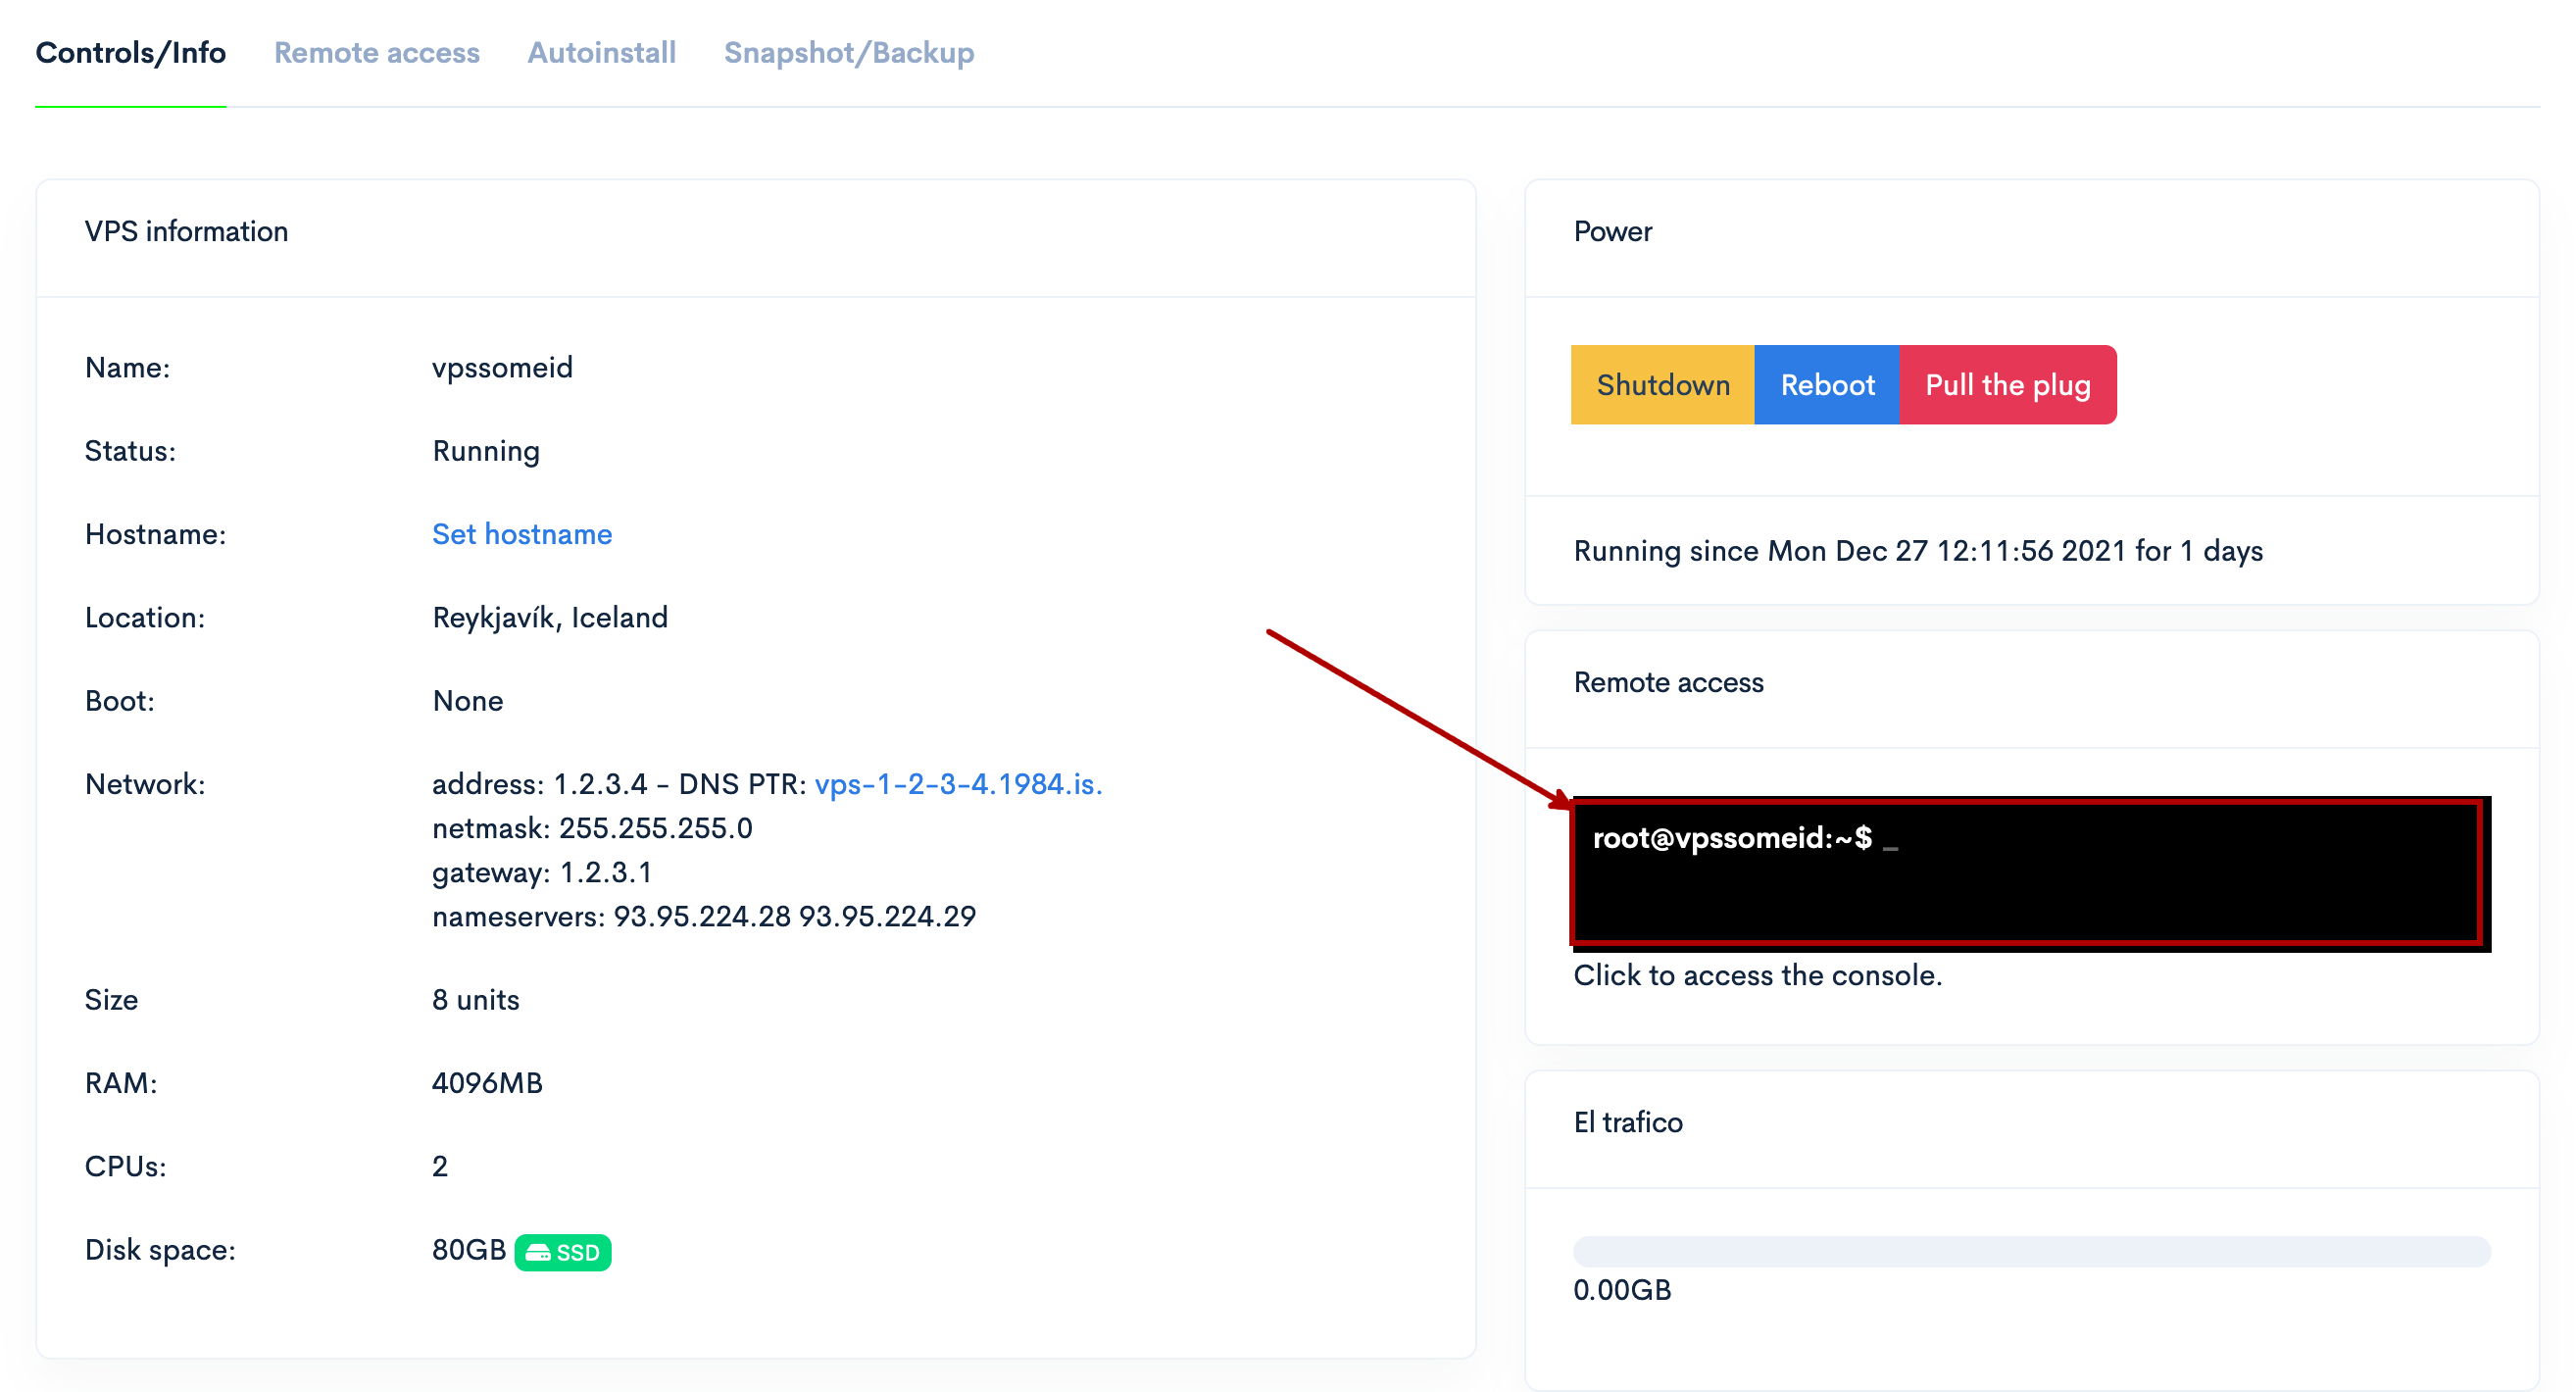 Controls/Info Remote access Autoinstall Snapshot/Backup
VPS information
Name: vpssomeid
Status: Running
Hostname: Set hostname
Location: Reykjavík, Iceland
Boot: None
Network: address: 1.2.3.4 - DNS PTR: vps-1-2-3-4.1984.is.
netmask: 255.255.255.0
gateway: 1.2.3.1
nameservers: 93.95.224.28 93.95.224.29
Size 8 units
RAM: 4096MB
CPUs: 2
Disk space: 80GB SSD
Power
Shutdown Reboot Pull the plug
Running since Mon Dec 27 12:11:56 2021 for 1 days
Remote access
root@vpssomeid:~$ _
Click to access the console.
El trafico
0.00GB